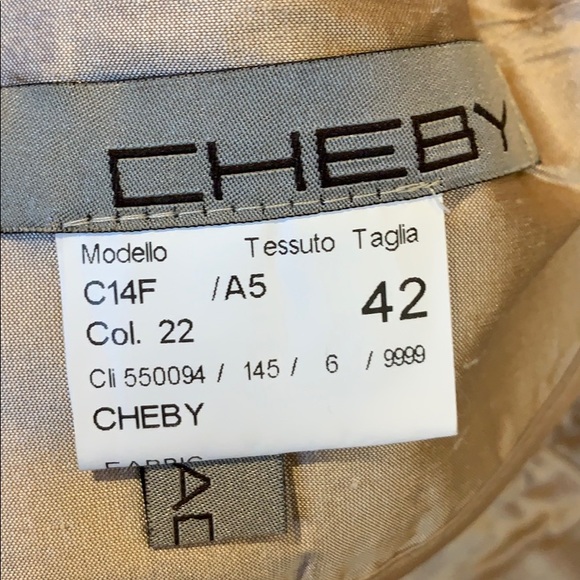 CHEBY
Modello Tessuto Taglia
C14F /A5 42
Col. 22
Cli 550094 / 145 / 6 / 9999
CHEBY